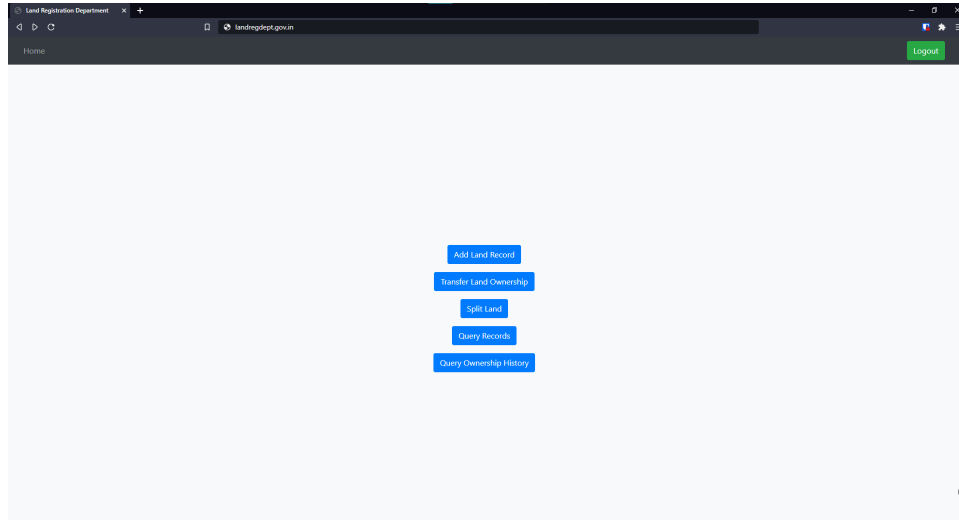 Land Registration Department
landregdept.gov.in
Home
Logout
Add Land Record
Transfer Land Ownership
Split Land
Query Records
Query Ownership History